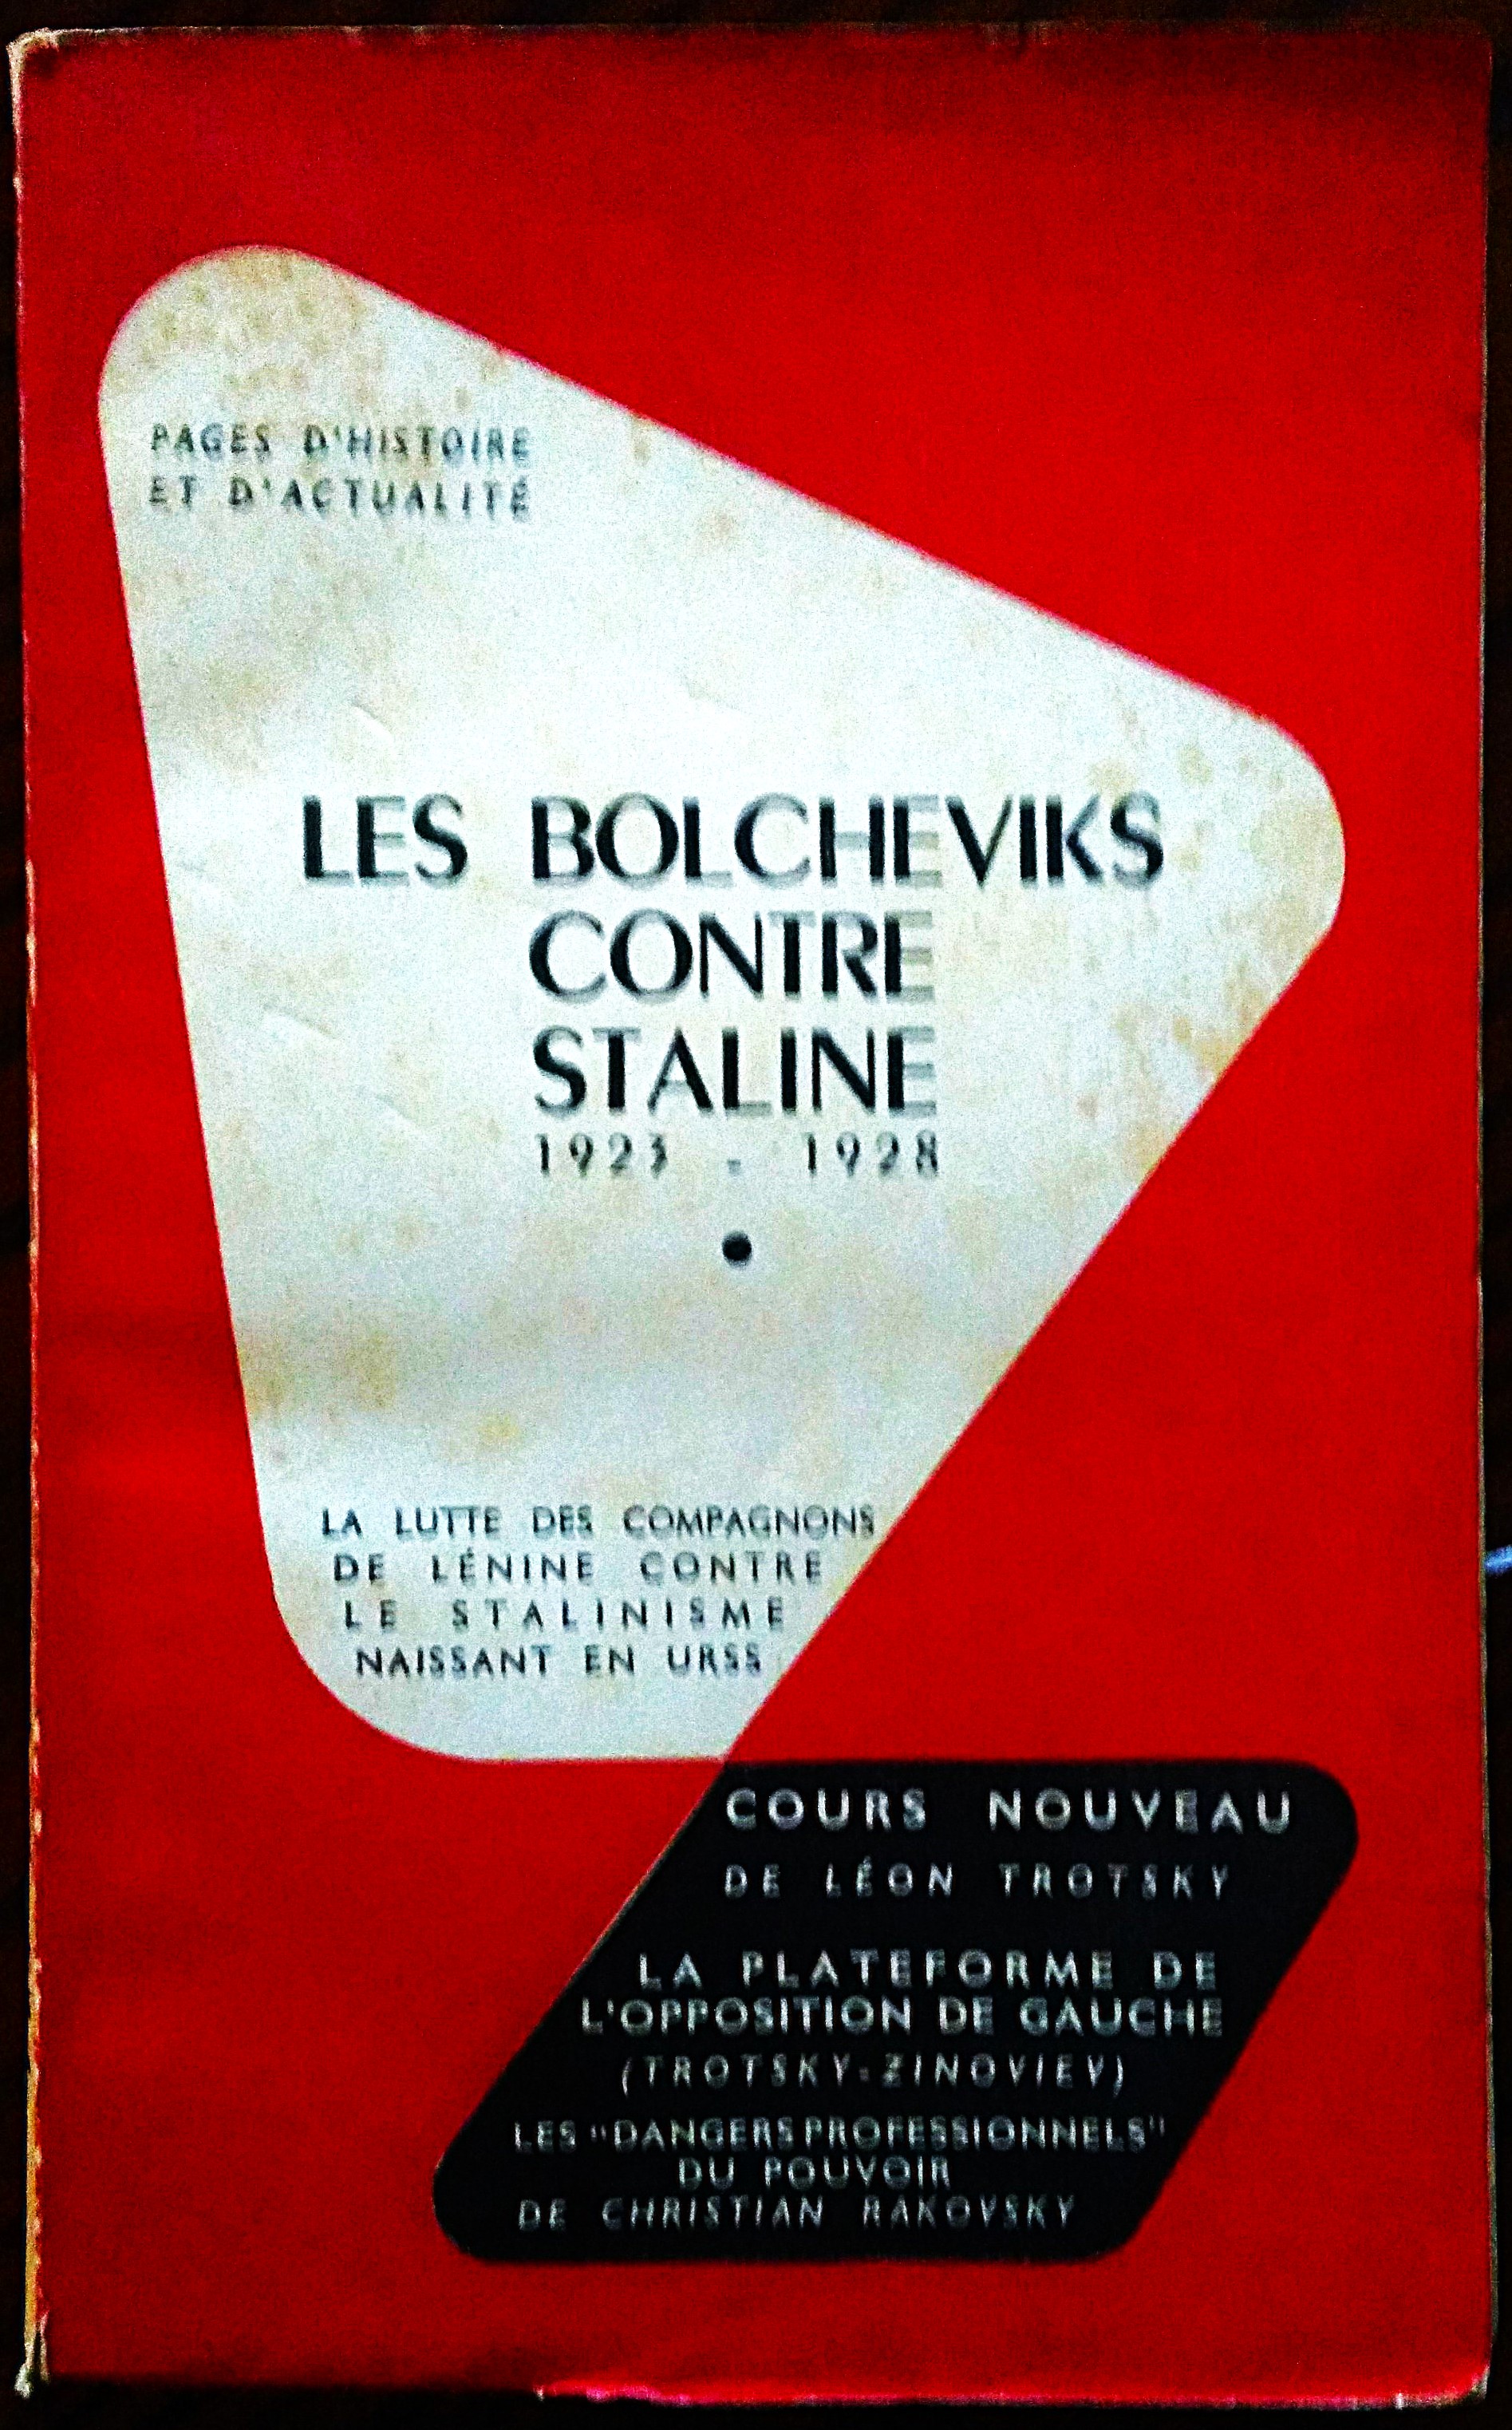 PAGES D'HISTOIRE
ET D'ACTUALITÉ
LES BOLCHEVIKS
CONTRE
STALINE
1923 - 1928
LA LUTTE DES COMPAGNONS
DE LÉNINE CONTRE
LE STALINISME
NAISSANT EN URSS
COURS NOUVEAU
DE LÉON TROTSKY
LA PLATEFORME DE
L'OPPOSITION DE GAUCHE
(TROTSKY-ZINOVIEV)
LES "DANGERS PROFESSIONNELS"
DU POUVOIR
DE CHRISTIAN RAKOVSKY